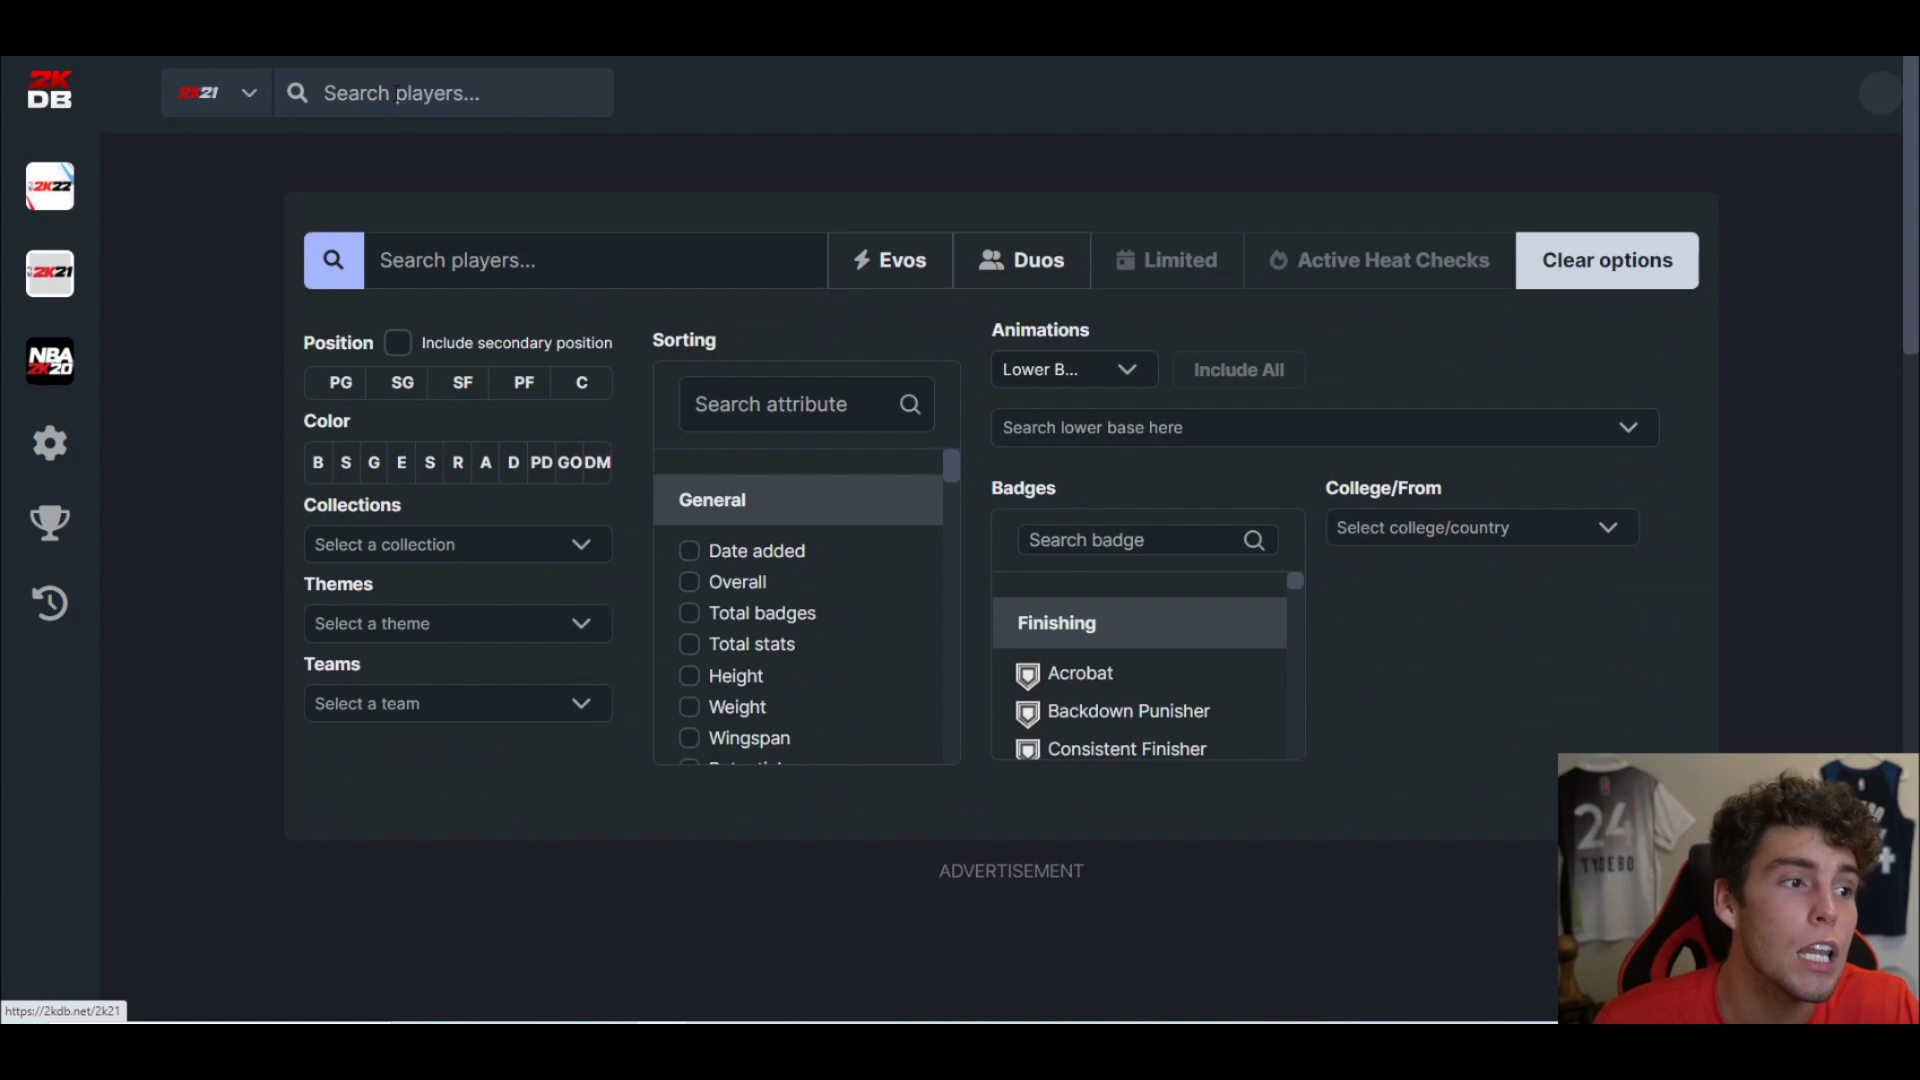 2K
DB
2K21
Search players...
2K22
2K21
NBA
2K20
Search players...
Evos
Duos
Limited
Active Heat Checks
Clear options
Position
Include secondary position
PG SG SF PF C
Color
B S G E S R A D PD GO DM
Collections
Select a collection
Themes
Select a theme
Teams
Select a team
Sorting
Search attribute
General
Date added
Overall
Total badges
Total stats
Height
Weight
Wingspan
Animations
Lower B...
Include All
Search lower base here
Badges
Search badge
Finishing
Acrobat
Backdown Punisher
Consistent Finisher
College/From
Select college/country
ADVERTISEMENT
24
TYDEBO
https://2kdb.net/2k21